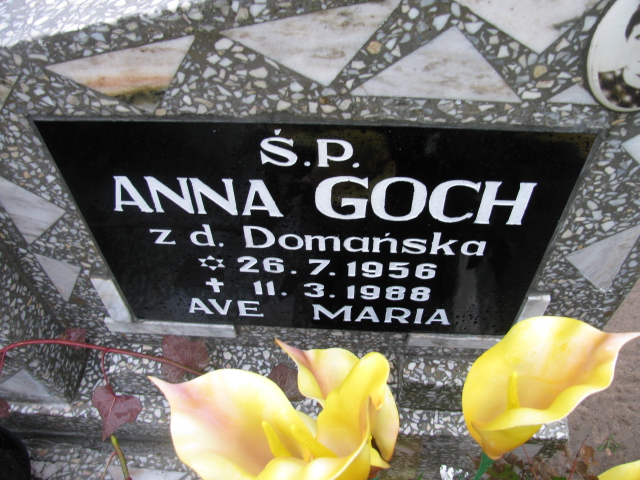 Ś.P.
ANNA GOCH
z d. Domańska
✡ 26.7.1956
✝ 11.3.1988
AVE MARIA